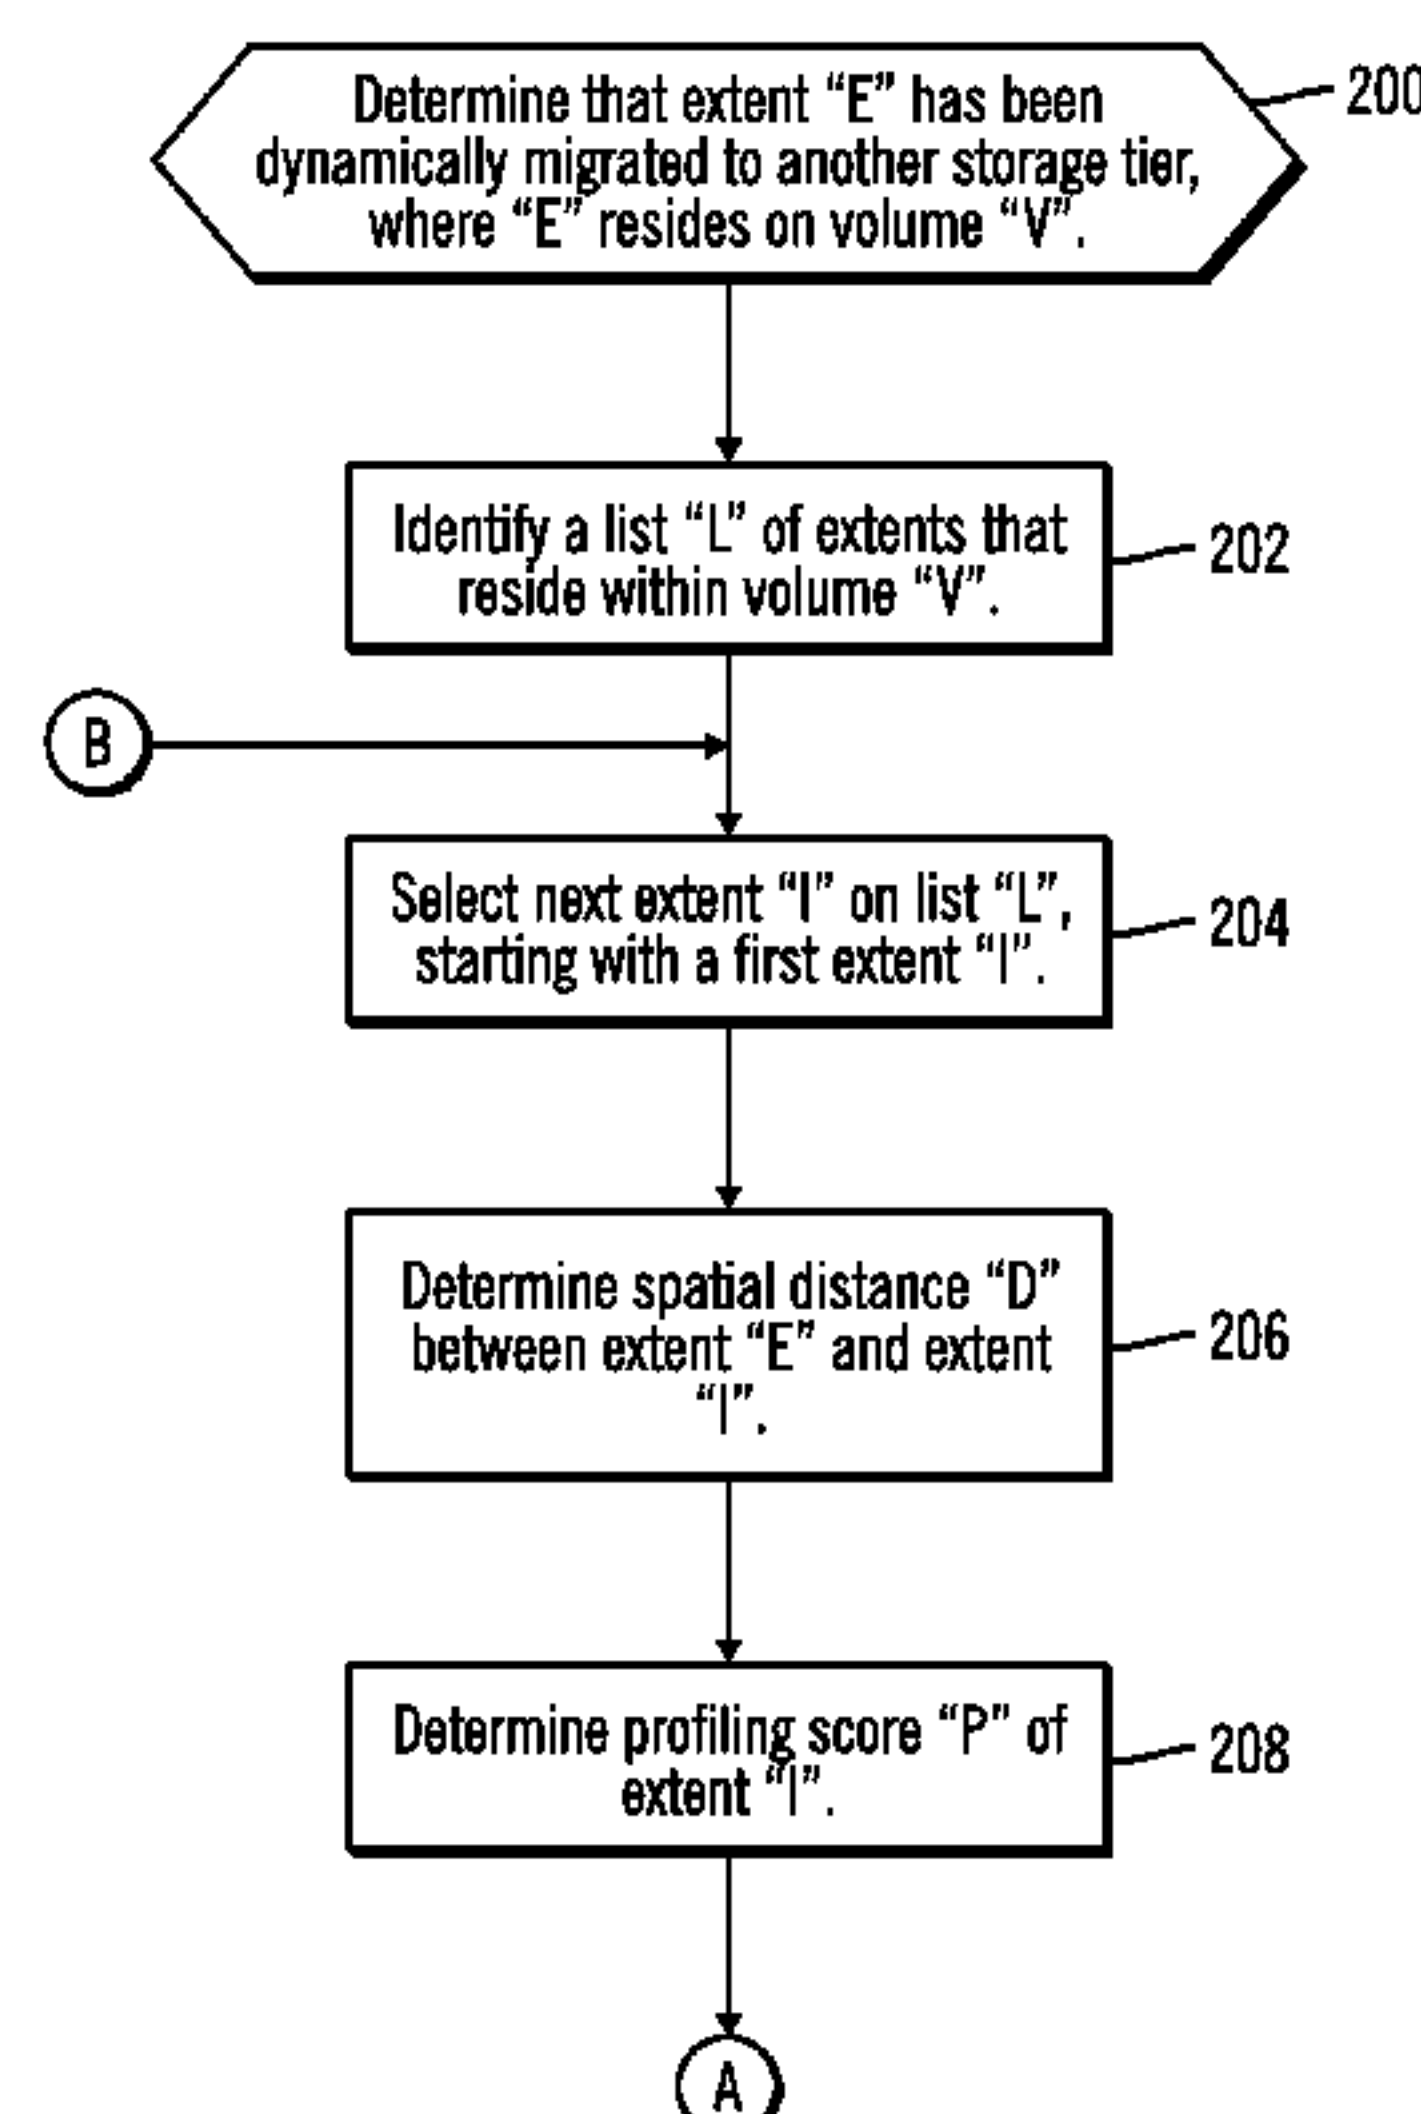 Determine that extent “E” has been
dynamically migrated to another storage tier,
where “E” resides on volume “V”.
200
Identify a list “L” of extents that
reside within volume “V”.
202
B
Select next extent “I” on list “L”,
starting with a first extent “I”.
204
Determine spatial distance “D”
between extent “E” and extent
“I”.
206
Determine profiling score “P” of
extent “I”.
208
A